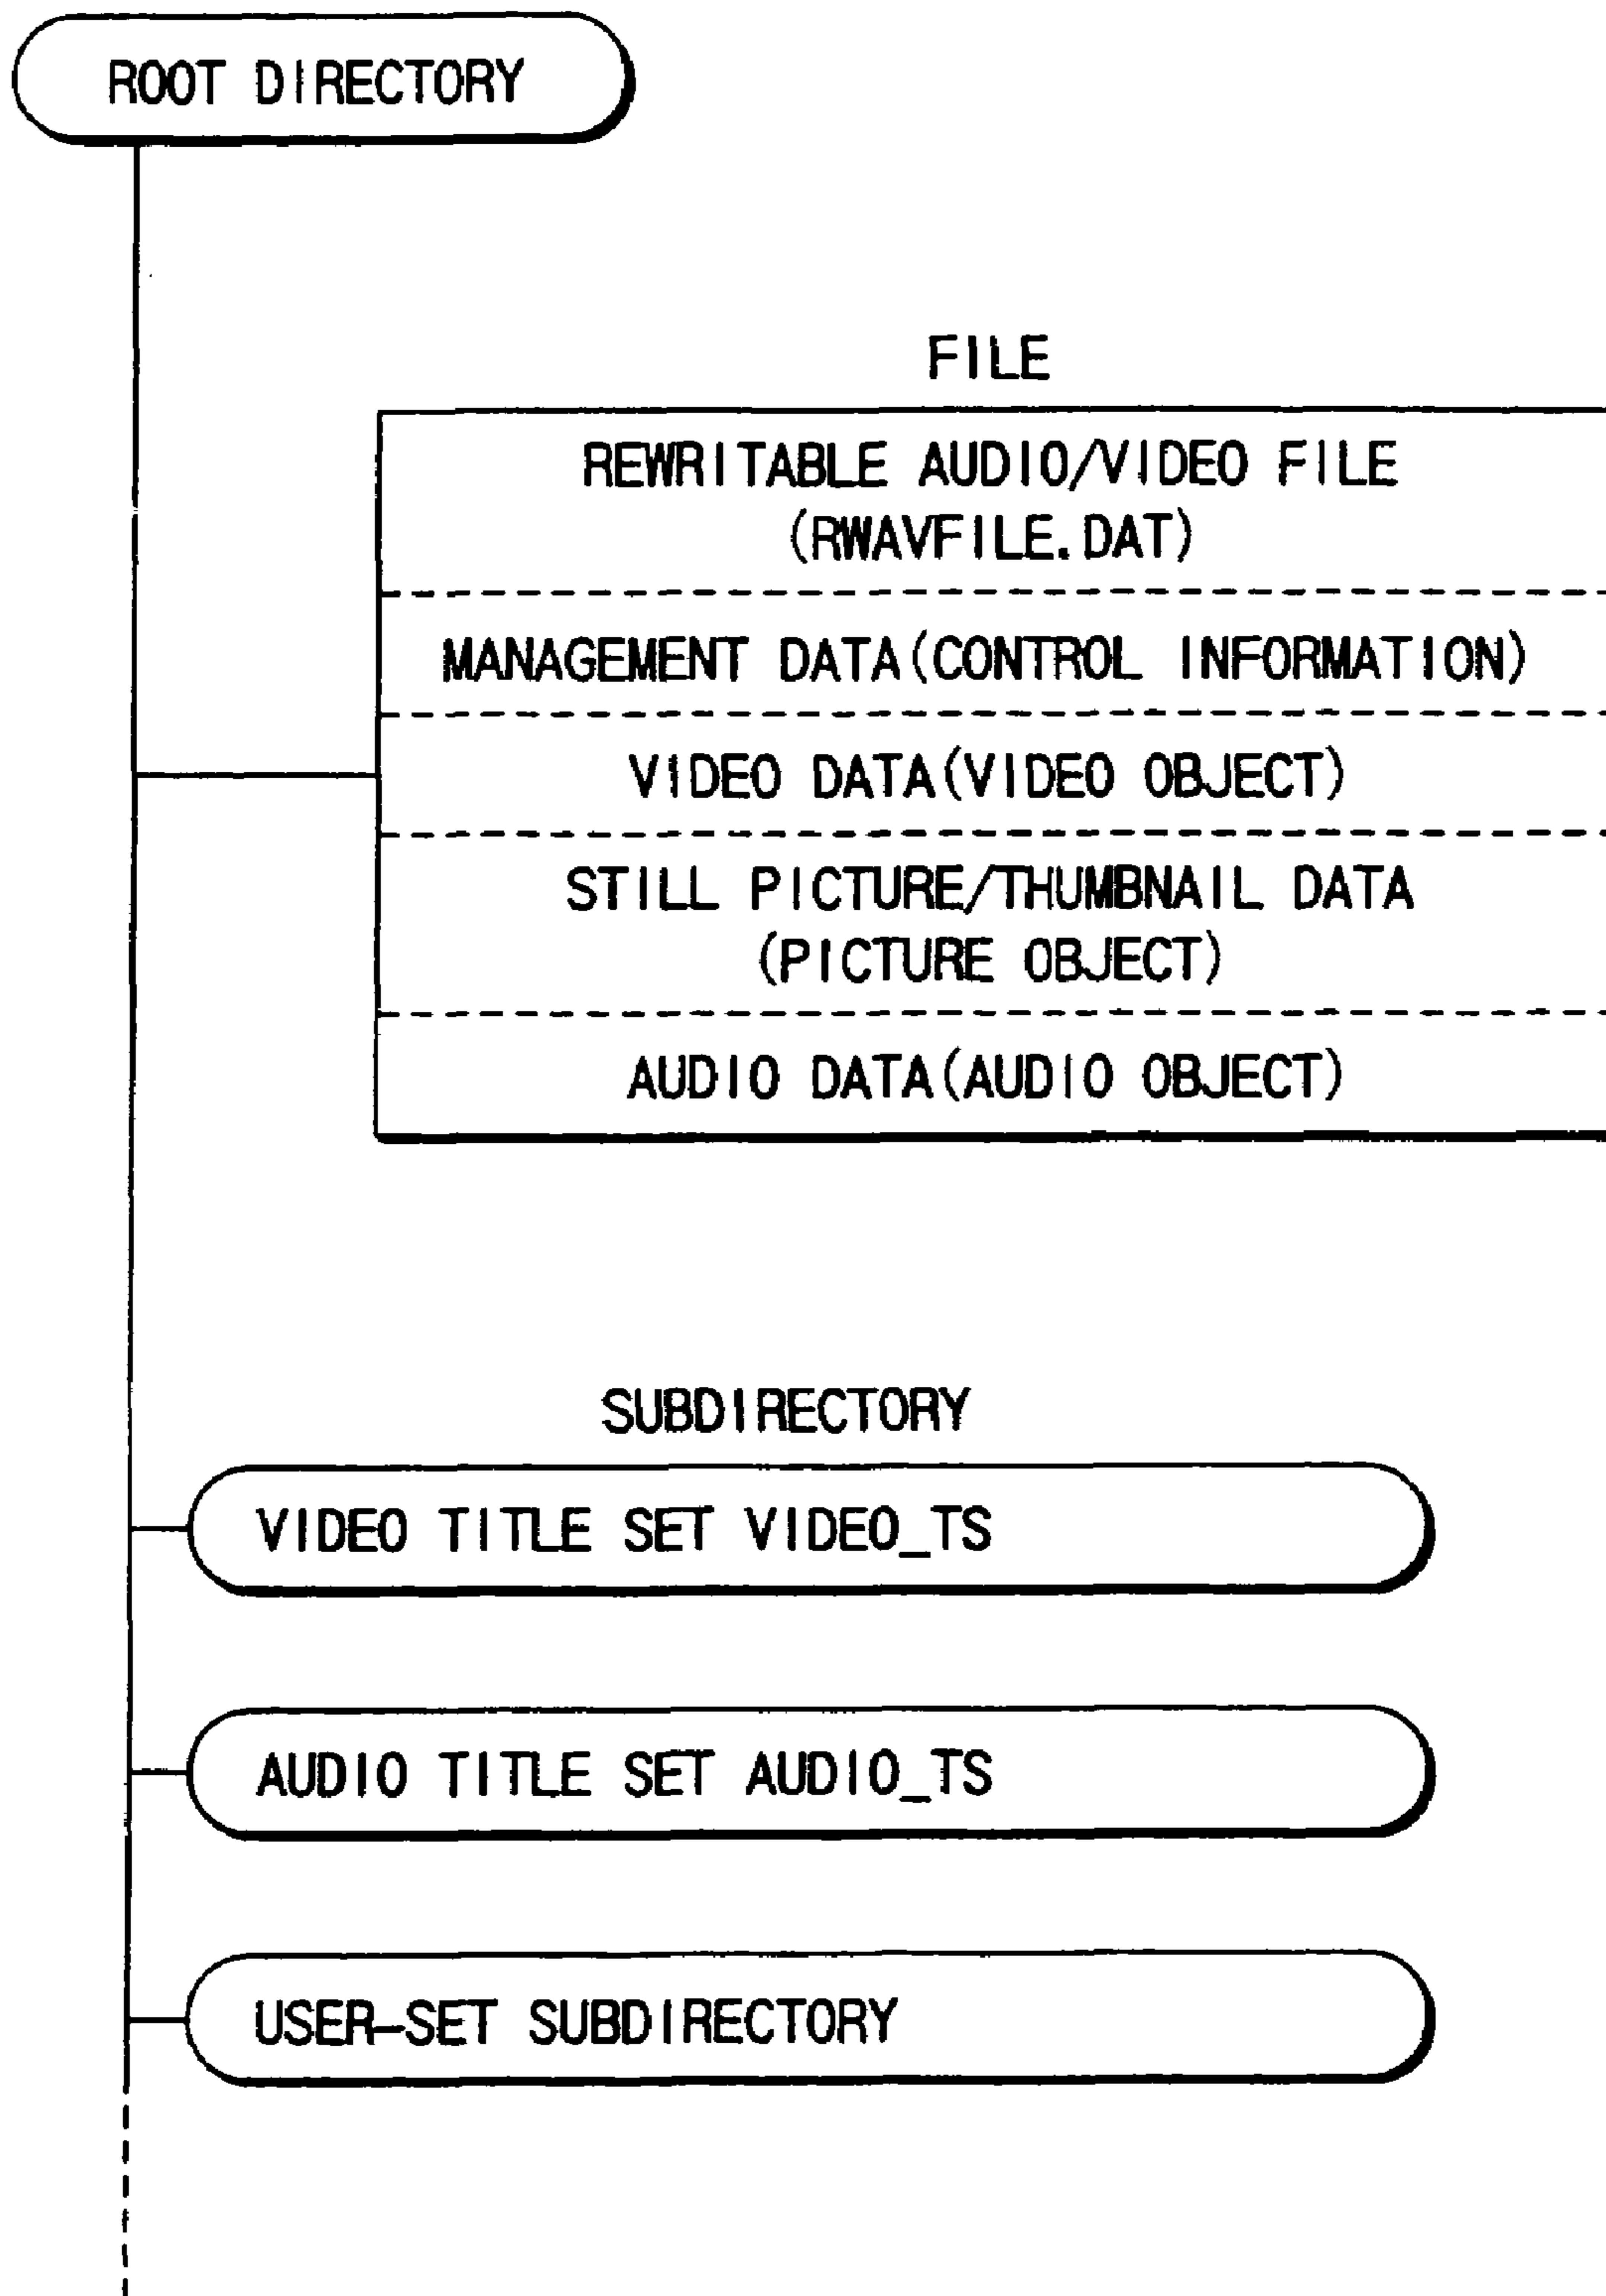 ROOT DIRECTORY
FILE
REWRITABLE AUDIO/VIDEO FILE
(RWAVFILE.DAT)
MANAGEMENT DATA(CONTROL INFORMATION)
VIDEO DATA(VIDEO OBJECT)
STILL PICTURE/THUMBNAIL DATA
(PICTURE OBJECT)
AUDIO DATA(AUDIO OBJECT)
SUBDIRECTORY
VIDEO TITLE SET VIDEO_TS
AUDIO TITLE SET AUDIO_TS
USER-SET SUBDIRECTORY